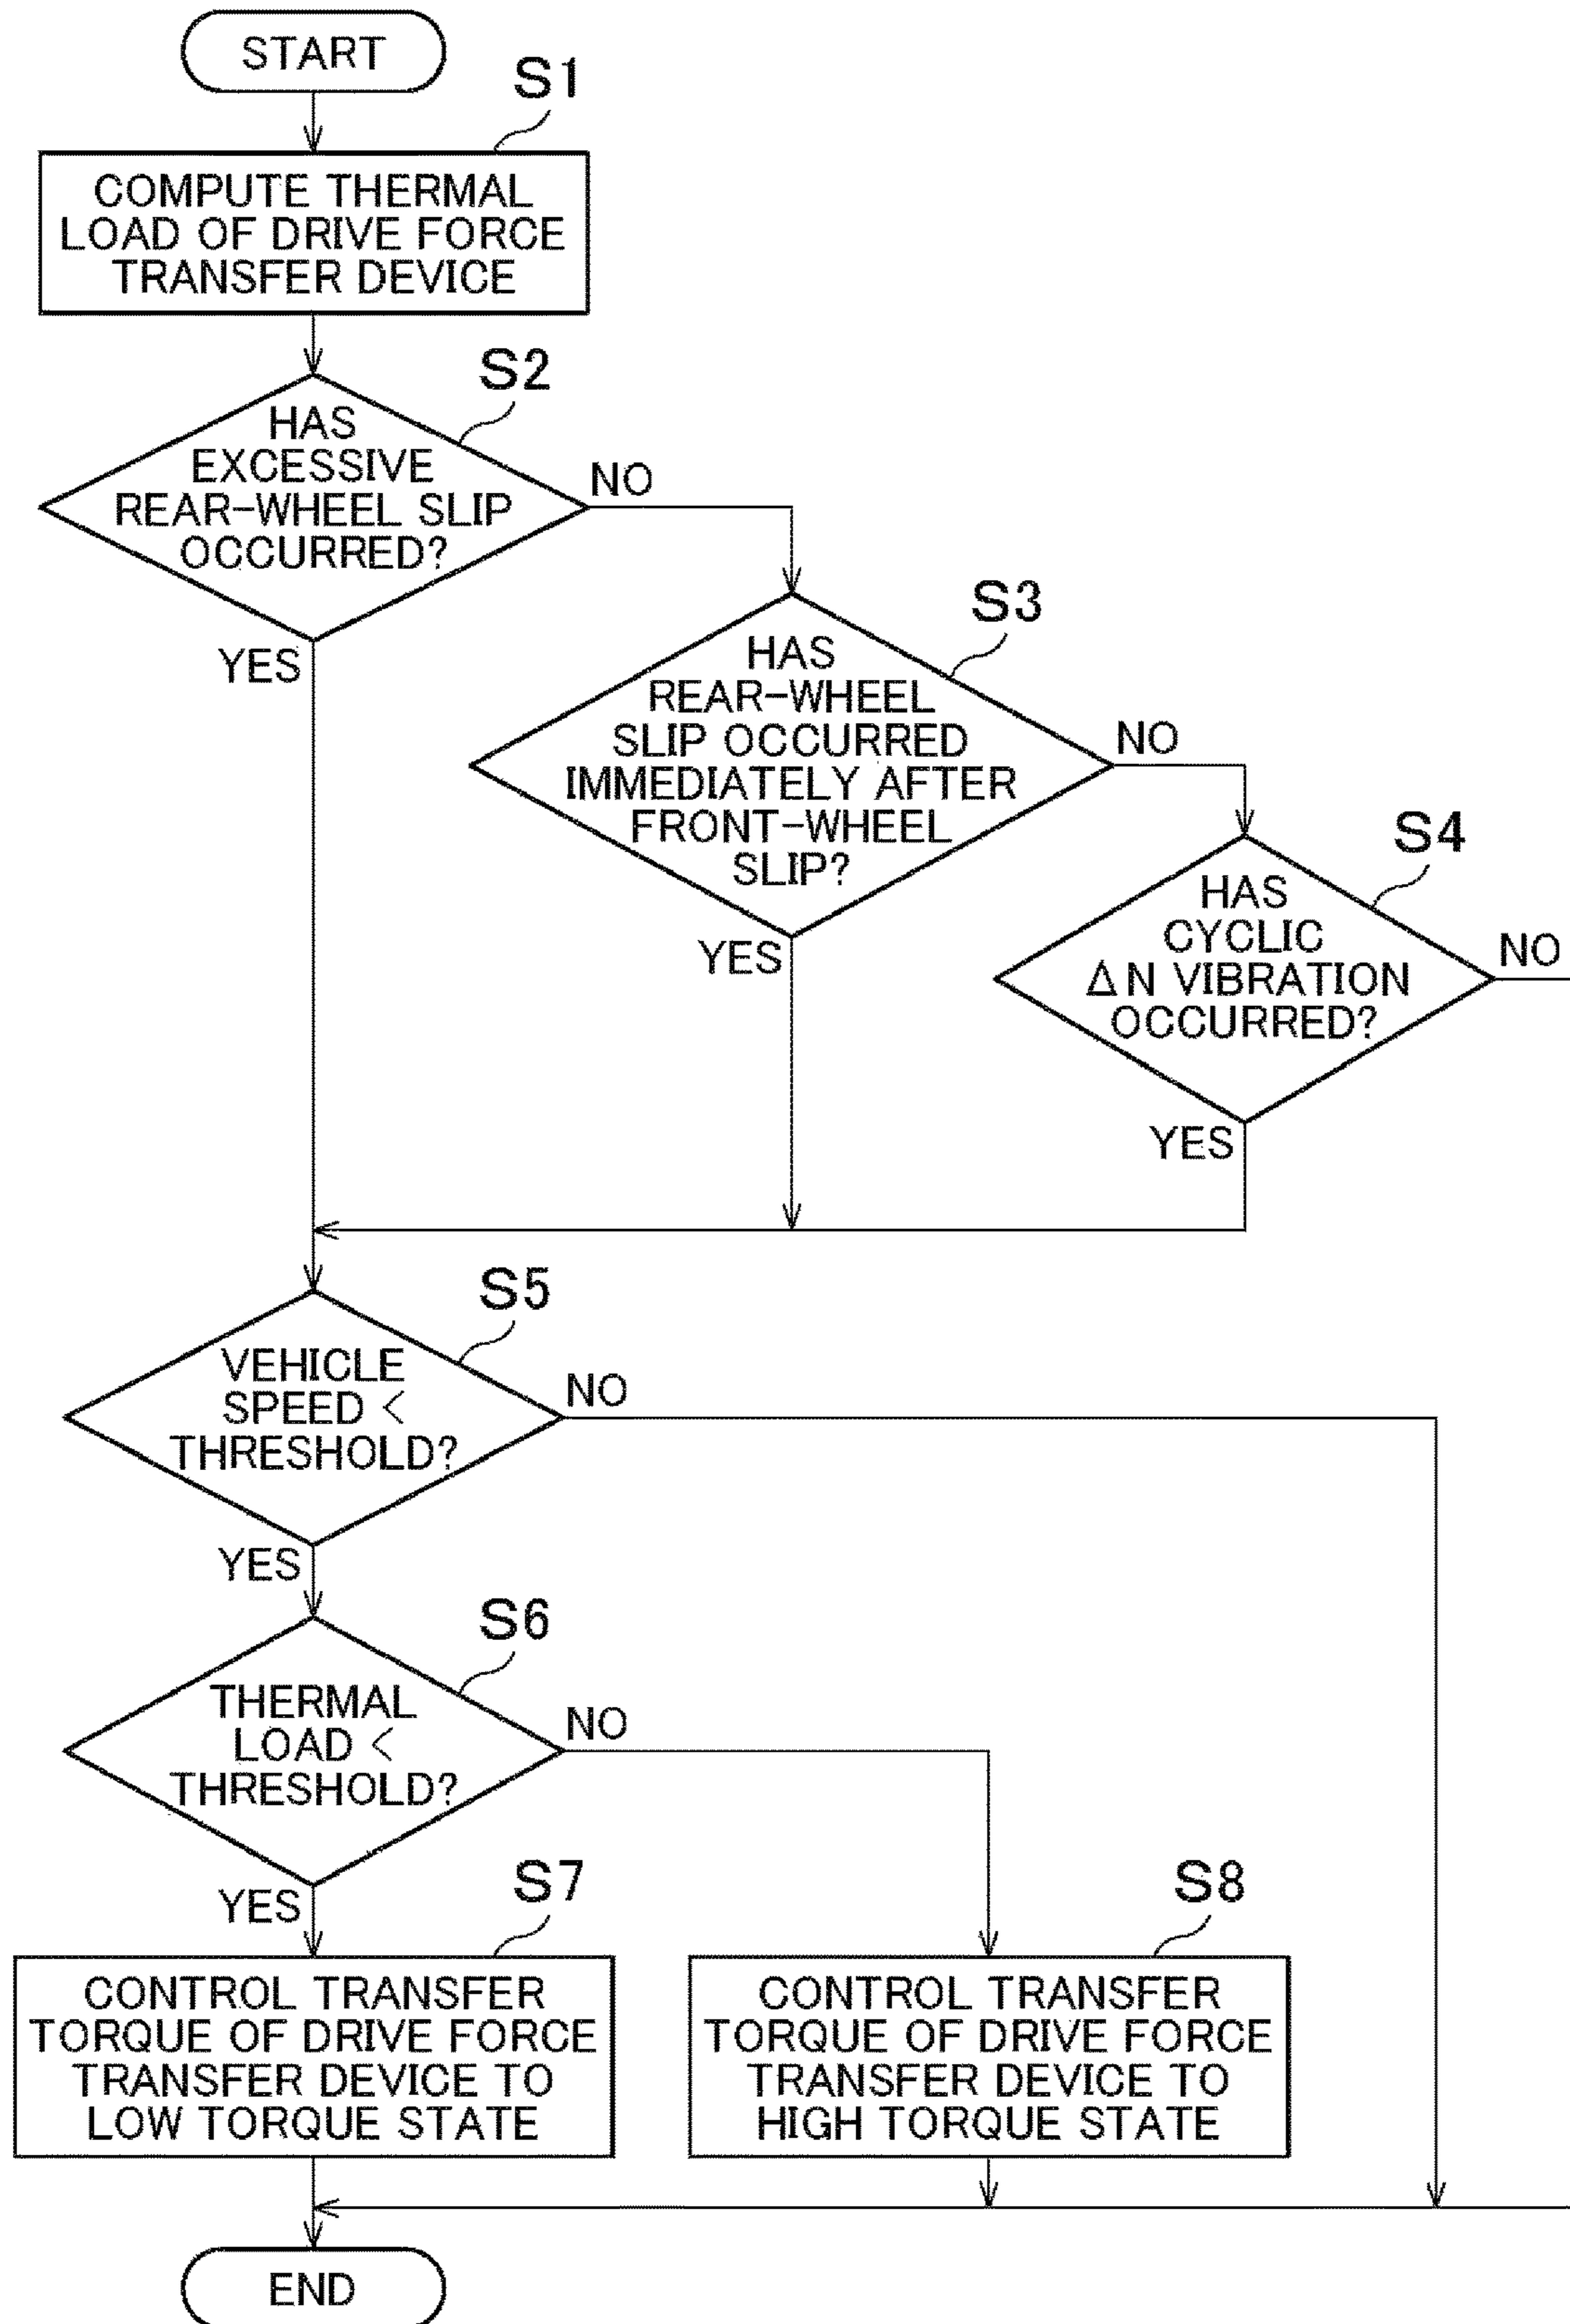 START
S1
COMPUTE THERMAL
LOAD OF DRIVE FORCE
TRANSFER DEVICE
S2
HAS
EXCESSIVE
REAR-WHEEL SLIP
OCCURRED?
NO
YES
S3
HAS
REAR-WHEEL
SLIP OCCURRED
IMMEDIATELY AFTER
FRONT-WHEEL
SLIP?
NO
YES
S4
HAS
CYCLIC
ΔN VIBRATION
OCCURRED?
NO
YES
S5
VEHICLE
SPEED <
THRESHOLD?
NO
YES
S6
THERMAL
LOAD <
THRESHOLD?
NO
YES
S7
CONTROL TRANSFER
TORQUE OF DRIVE FORCE
TRANSFER DEVICE TO
LOW TORQUE STATE
S8
CONTROL TRANSFER
TORQUE OF DRIVE FORCE
TRANSFER DEVICE TO
HIGH TORQUE STATE
END